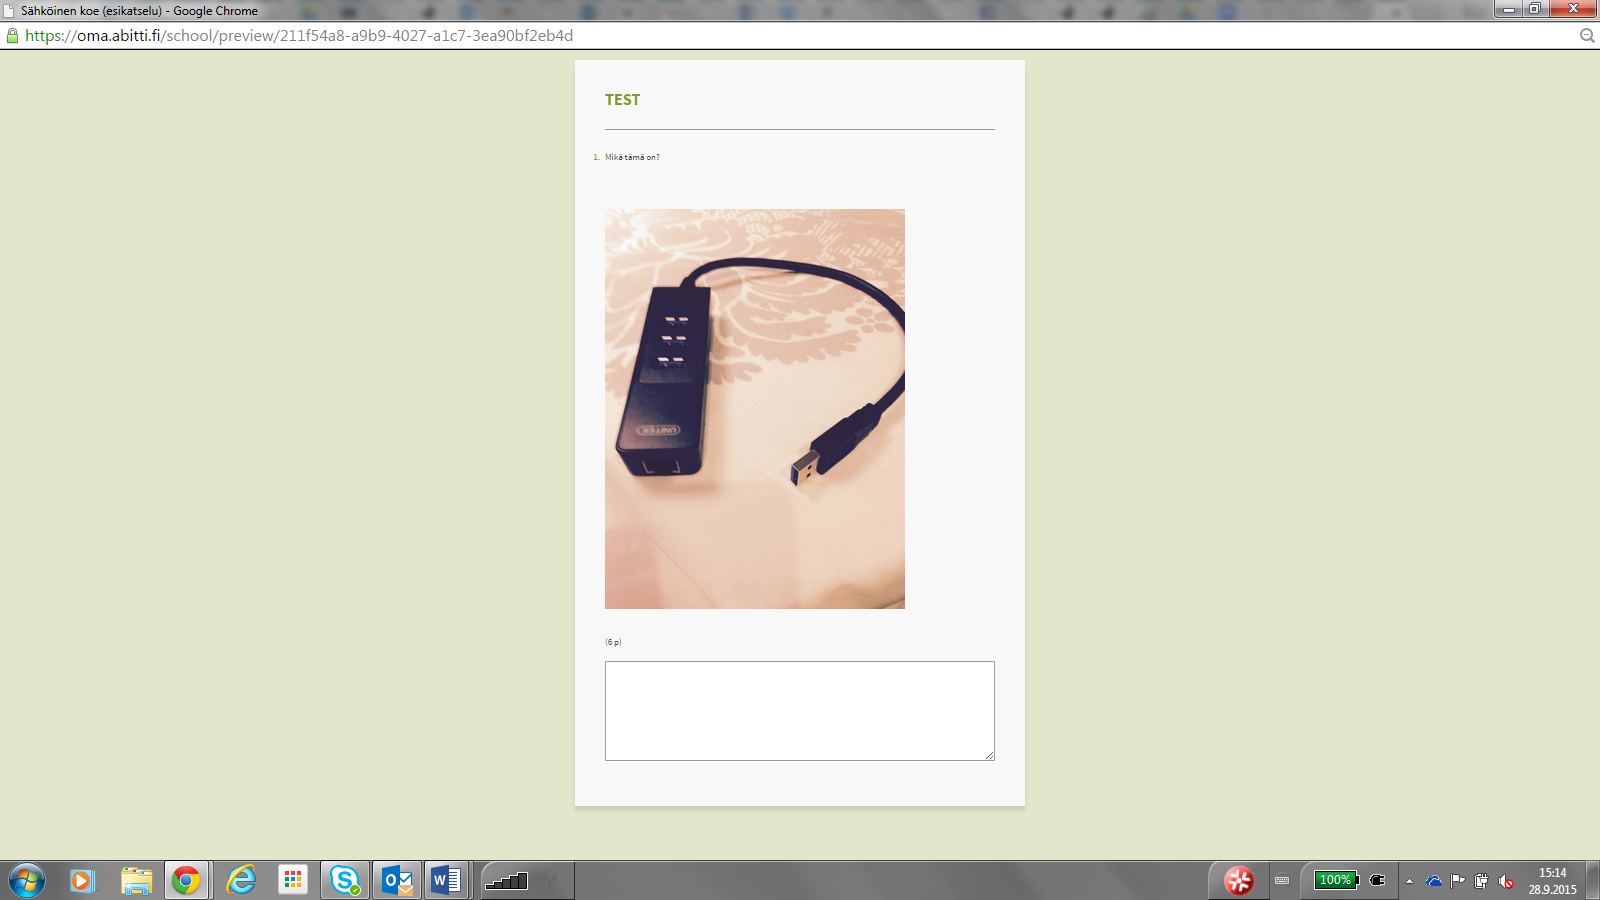 Sähköinen koe (esikatselu) - Google Chrome
https://oma.abitti.fi/school/preview/211f54a8-a9b9-4027-a1c7-3ea90bf2eb4d
TEST
1. Mikä tämä on?
UNITEK
(6 p)
100%
15:14
28.9.2015